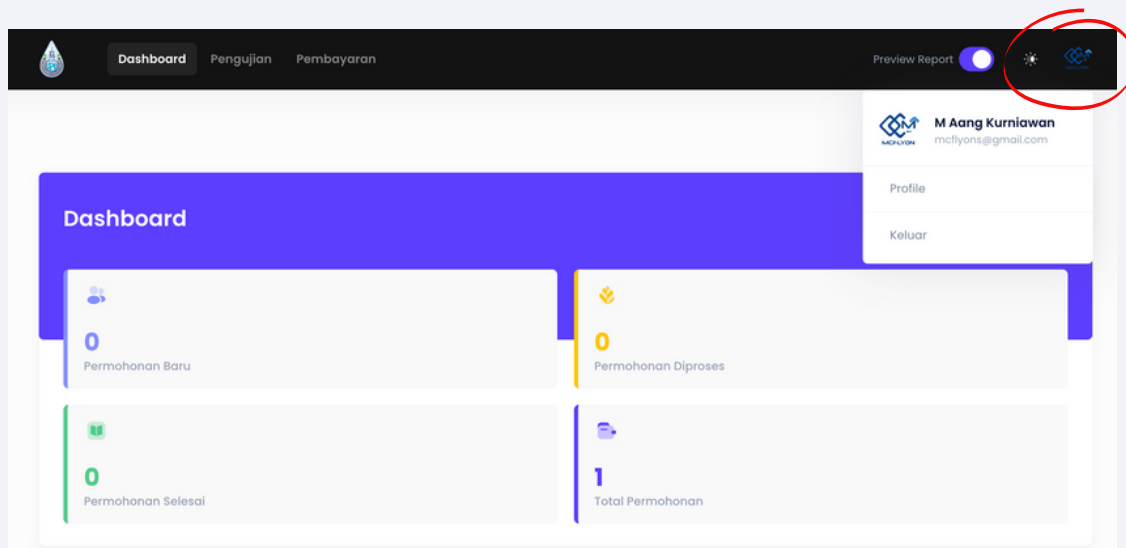 Dashboard Pengujian Pembayaran Preview Report
M Aang Kurniawan
MCFLYON mcflyons@gmail.com
Profile
Keluar
Dashboard
0
Permohonan Baru
0
Permohonan Diproses
0
Permohonan Selesai
1
Total Permohonan